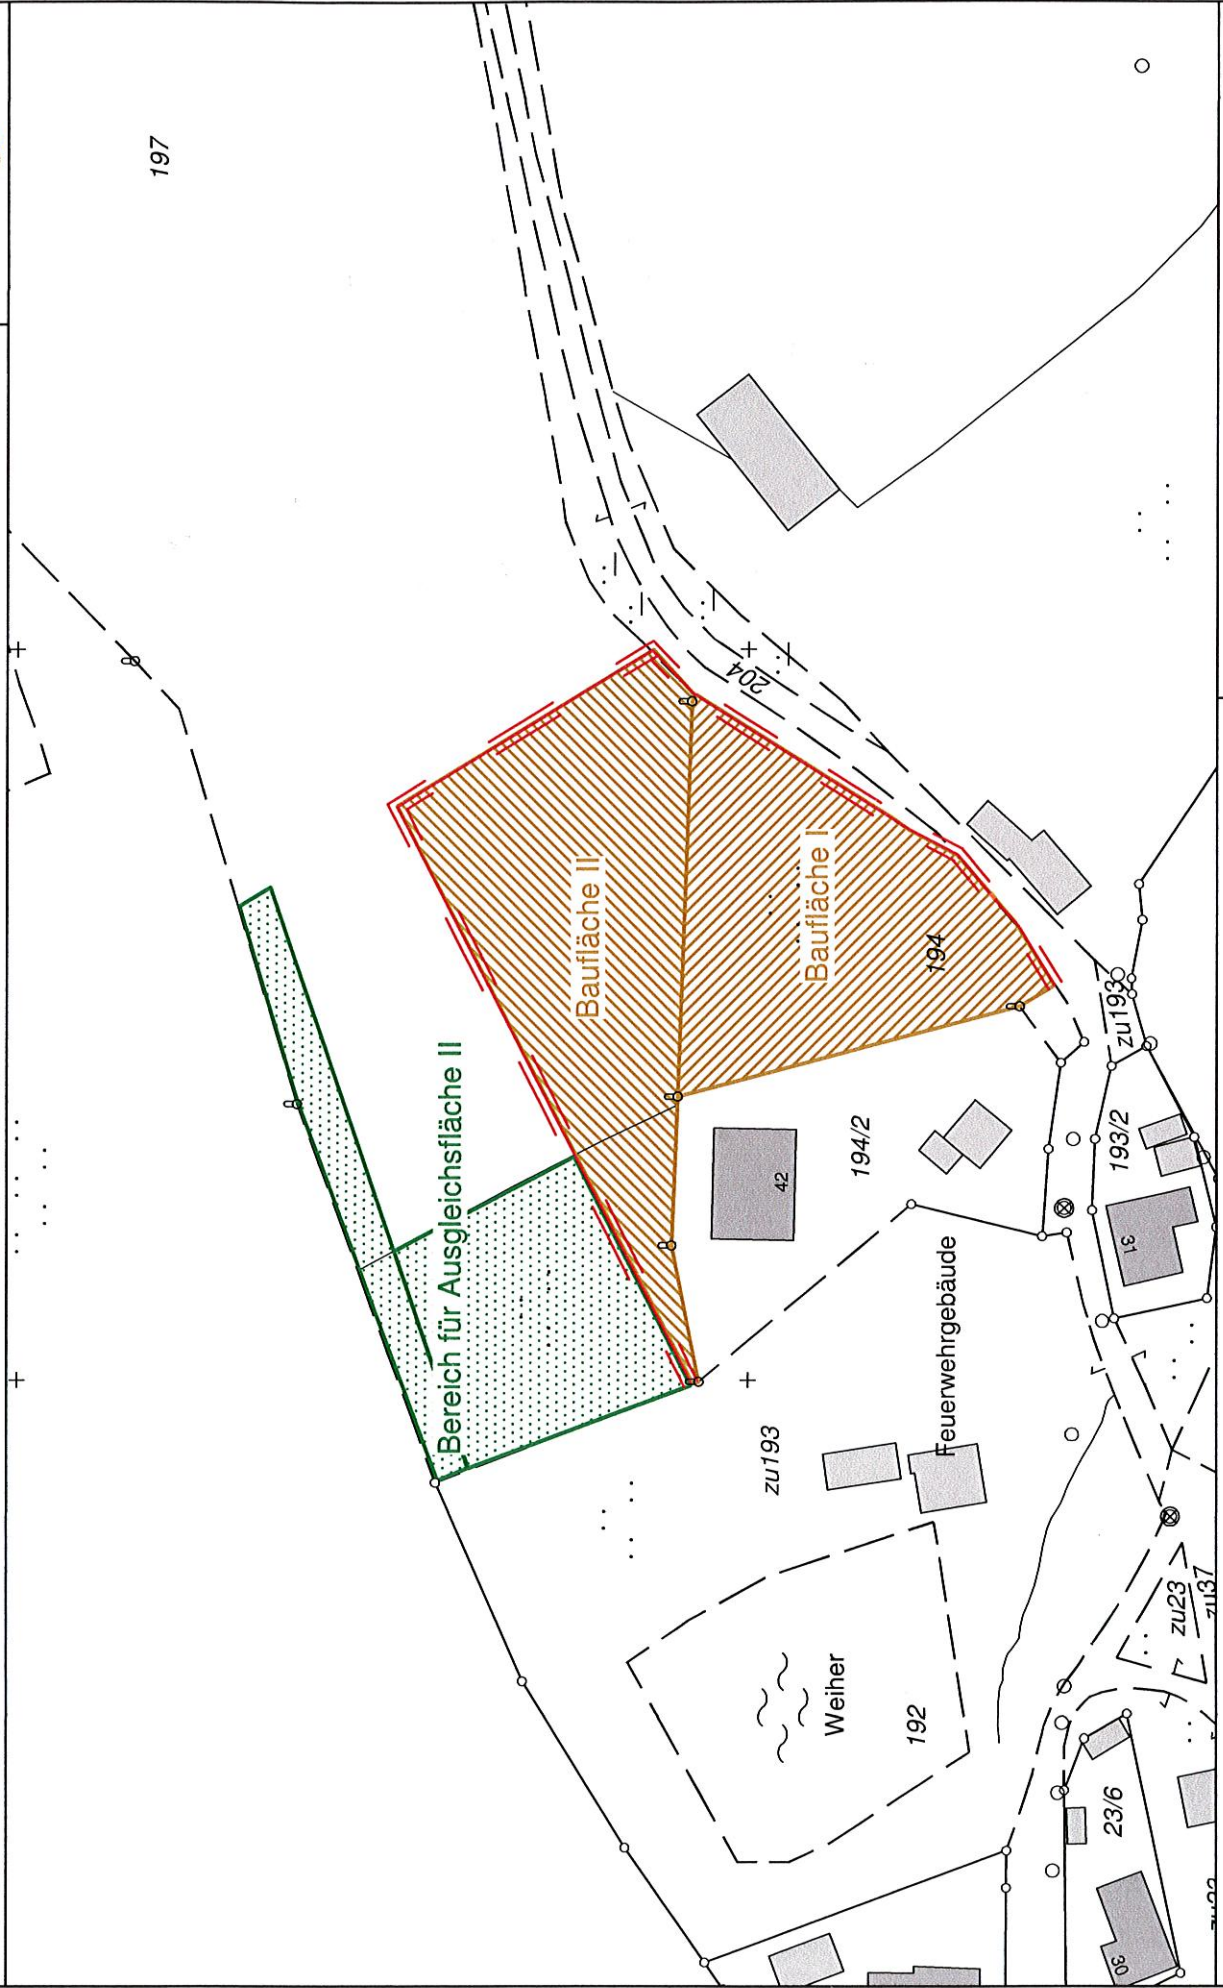 197
204
Baufläche II
Baufläche I
194
Bereich für Ausgleichsfläche II
zu193
194/2
193/2
42
31
Feuerwehrgebäude
zu193
Weiher
192
zu23
zu37
23/6
30